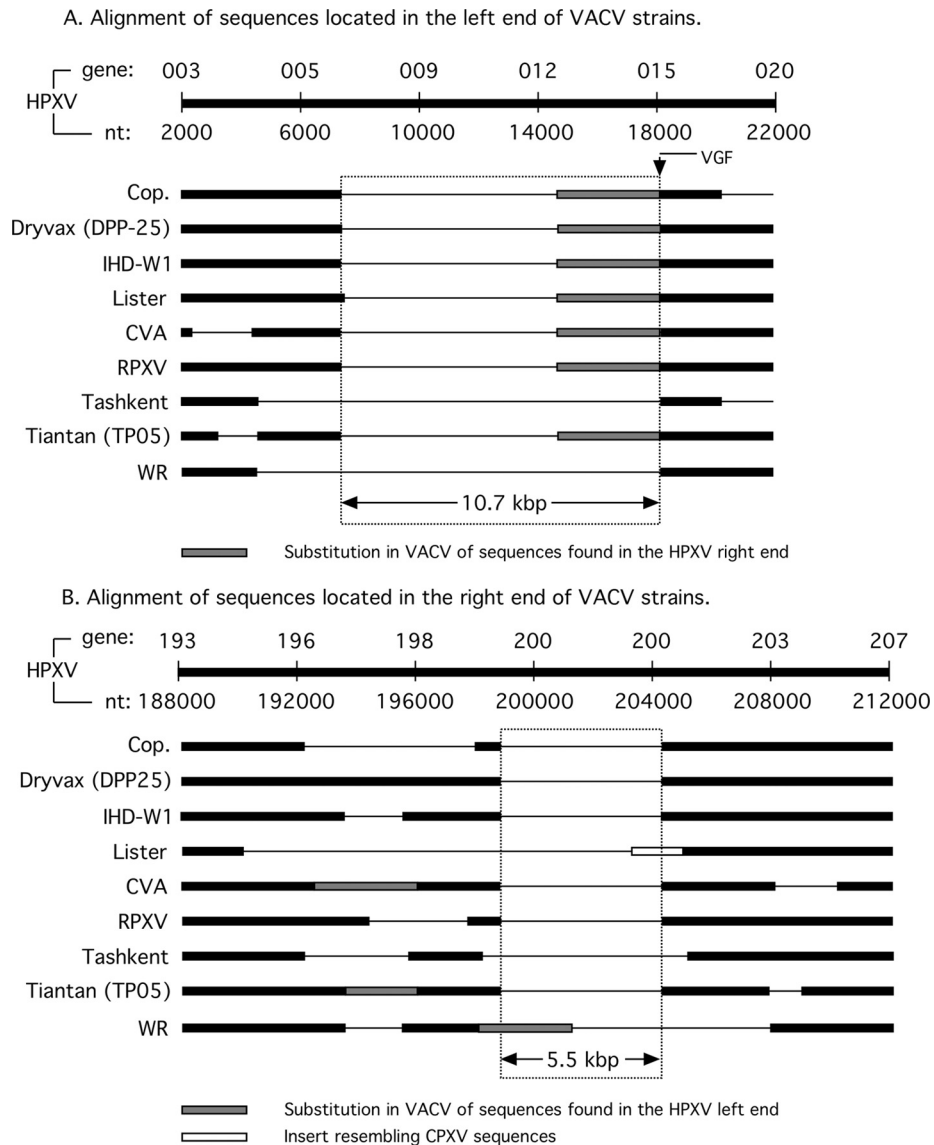 A. Alignment of sequences located in the left end of VACV strains.
gene: 003 005 009 012 015 020
HPXV
nt: 2000 6000 10000 14000 18000 22000
VGF
Cop.
Dryvax (DPP-25)
IHD-W1
Lister
CVA
RPXV
Tashkent
Tiantan (TP05)
WR
10.7 kbp
Substitution in VACV of sequences found in the HPXV right end
B. Alignment of sequences located in the right end of VACV strains.
gene: 193 196 198 200 200 203 207
HPXV
nt: 188000 192000 196000 200000 204000 208000 212000
Cop.
Dryvax (DPP25)
IHD-W1
Lister
CVA
RPXV
Tashkent
Tiantan (TP05)
WR
5.5 kbp
Substitution in VACV of sequences found in the HPXV left end
Insert resembling CPXV sequences